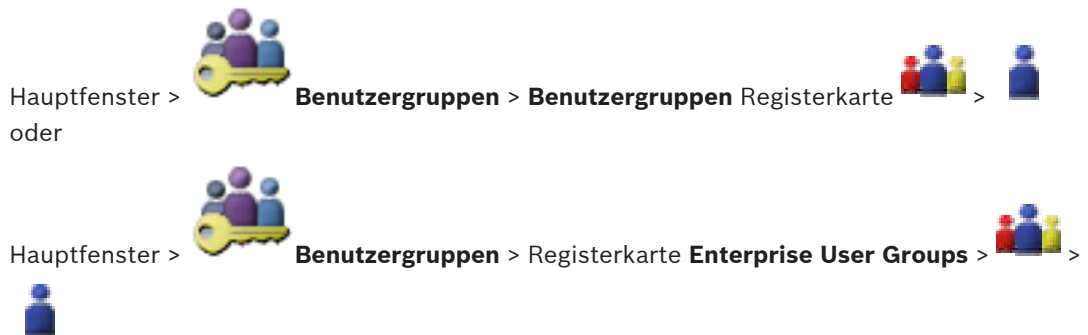 Hauptfenster > Benutzergruppen > Benutzergruppen Registerkarte >
oder
Hauptfenster > Benutzergruppen > Registerkarte Enterprise User Groups > >